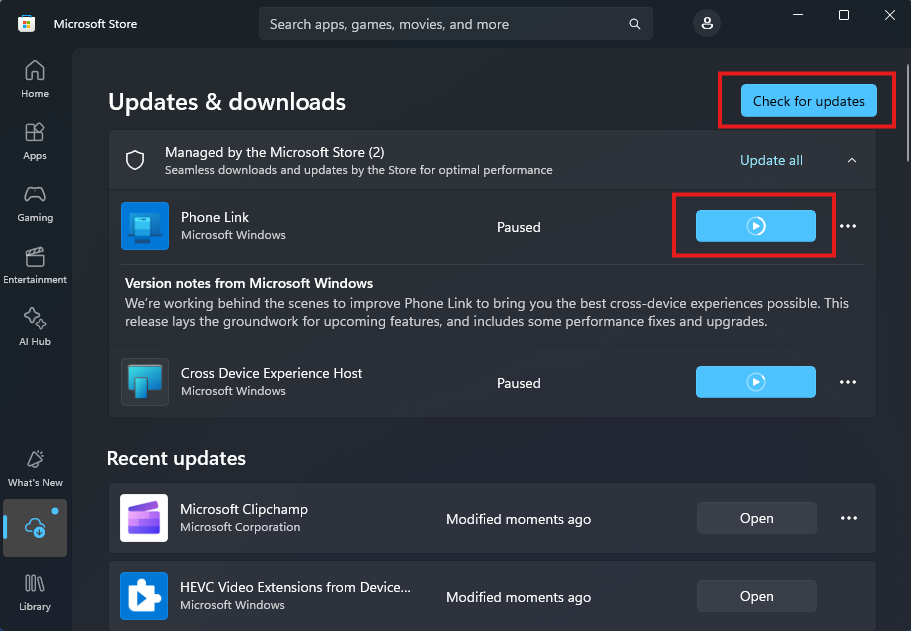 Microsoft Store
Search apps, games, movies, and more
Home
Apps
Gaming
Entertainment
AI Hub
What's New
Library
Updates & downloads
Check for updates
Managed by the Microsoft Store (2)
Seamless downloads and updates by the Store for optimal performance
Update all
Phone Link
Microsoft Windows
Paused
Version notes from Microsoft Windows
We're working behind the scenes to improve Phone Link to bring you the best cross-device experiences possible. This
release lays the groundwork for upcoming features, and includes some performance fixes and upgrades.
Cross Device Experience Host
Microsoft Windows
Paused
Recent updates
Microsoft Clipchamp
Microsoft Corporation
Modified moments ago
Open
HEVC Video Extensions from Device...
Microsoft Windows
Modified moments ago
Open